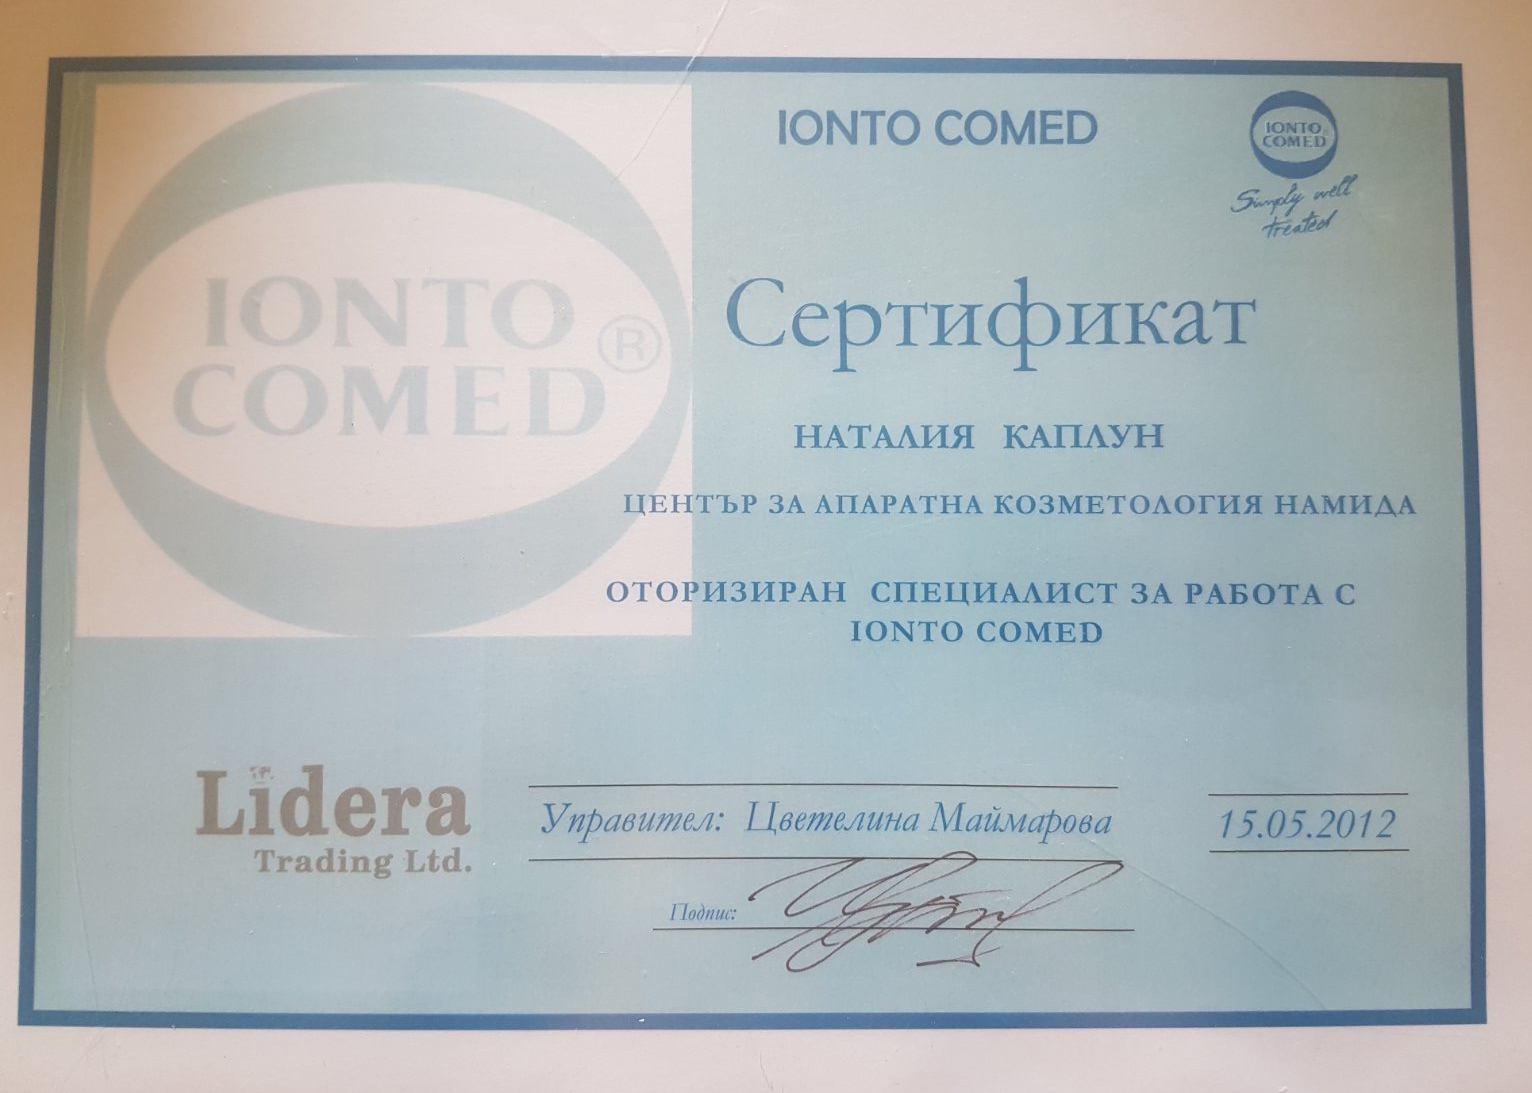 IONTO COMED
IONTO
COMED
Simply well
treated
IONTO ®
COMED
Сертификат
НАТАЛИЯ КАПЛУН
ЦЕНТЪР ЗА АПАРАТНА КОЗМЕТОЛОГИЯ НАМИДА
ОТОРИЗИРАН СПЕЦИАЛИСТ ЗА РАБОТА С
IONTO COMED
Lidera
Trading Ltd.
Управител: Цветелина Маймарова
15.05.2012
Подпис: